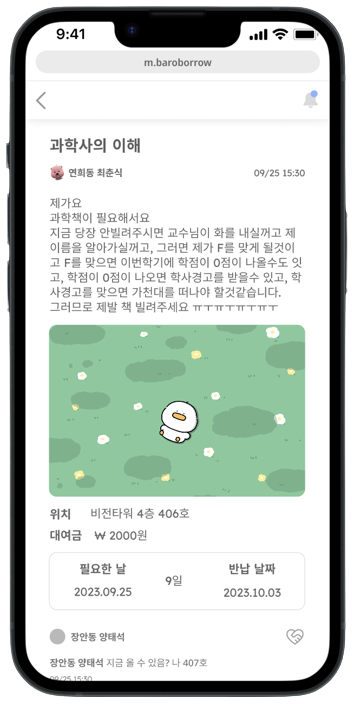 9:41
m.baroborrow
과학사의 이해
연희동 최춘식 09/25 15:30
제가요
과학책이 필요해서요
지금 당장 안빌려주시면 교수님이 화를 내실꺼고 제
이름을 알아가실꺼고, 그러면 제가 F를 맞게 될것이
고 F를 맞으면 이번학기에 학점이 0점이 나올수도 잇
고, 학점이 0점이 나오면 학사경고를 받을수 있고, 학
사경고를 맞으면 가천대를 떠나야 할것같습니다.
그러므로 제발 책 빌려주세요 ㅠㅜㅠㅜㅠㅜㅠㅜ
위치 비전타워 4층 406호
대여금 ₩ 2000원
필요한 날 9일 반납 날짜
2023.09.25 2023.10.03
장안동 양태석
장안동 양태석 지금 올 수 있음? 나 407호
09/25 15:30